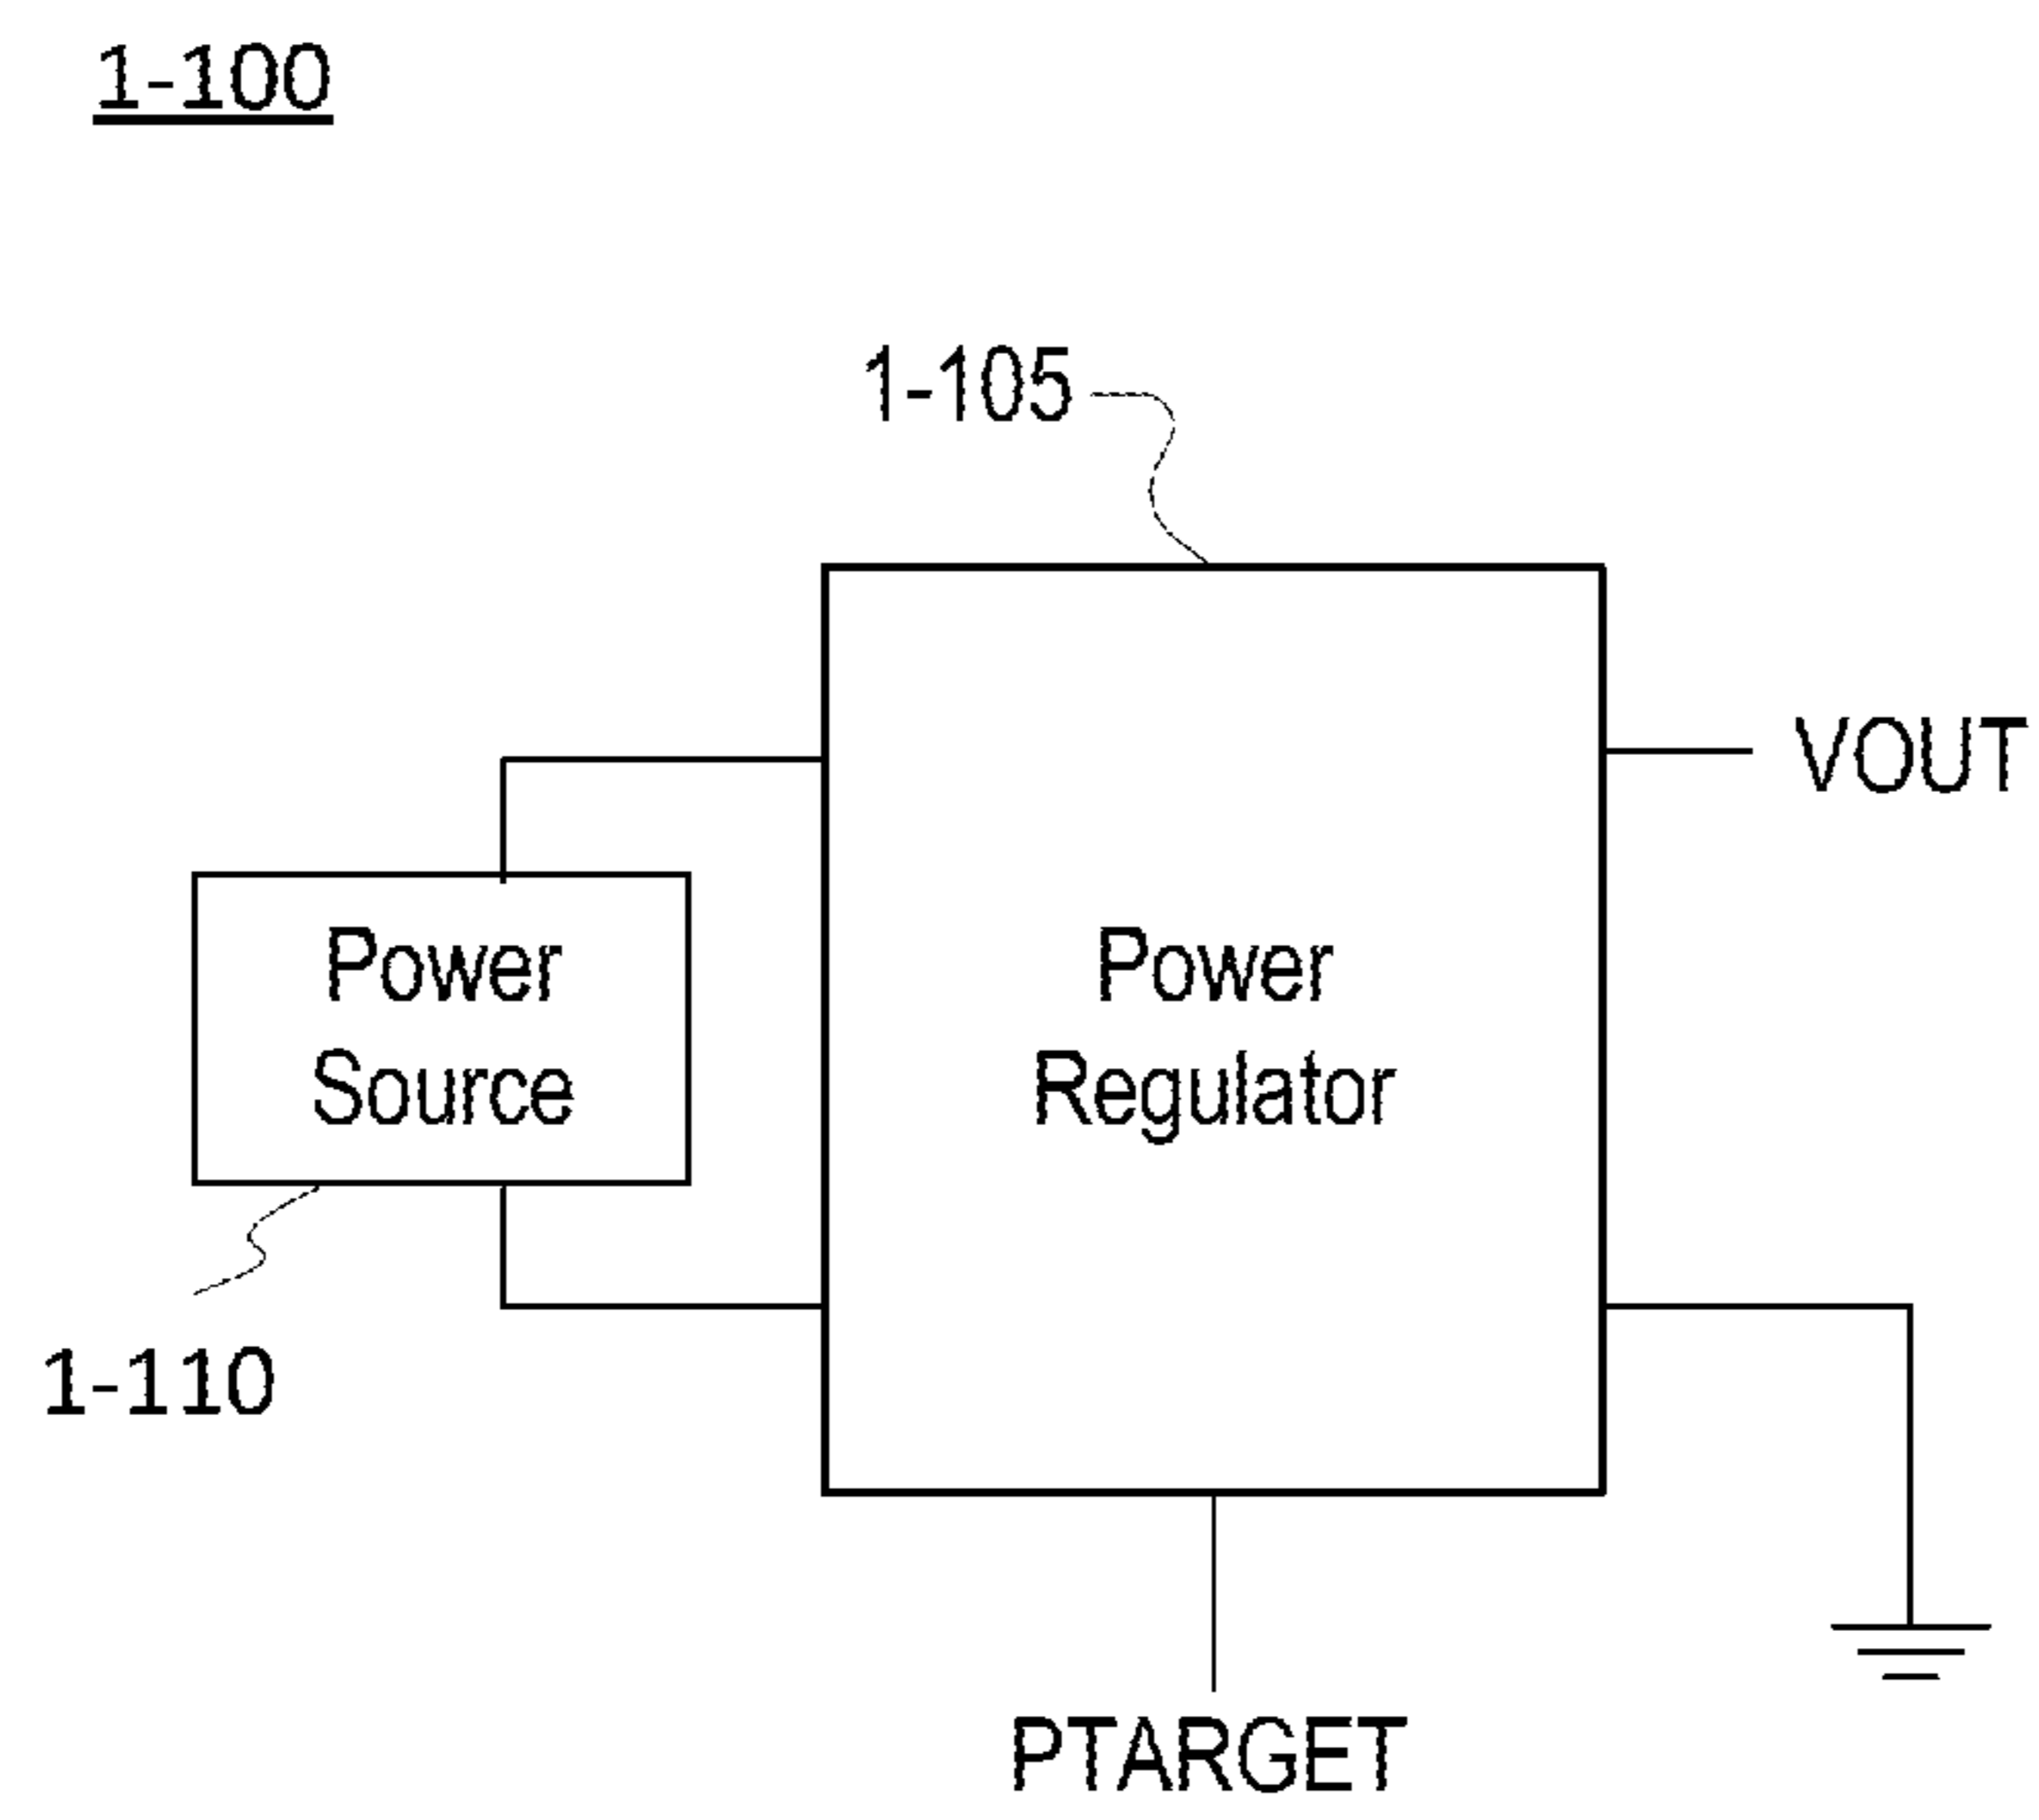 1-100
1-105
VOUT
Power
Source
Power
Regulator
1-110
PTARGET